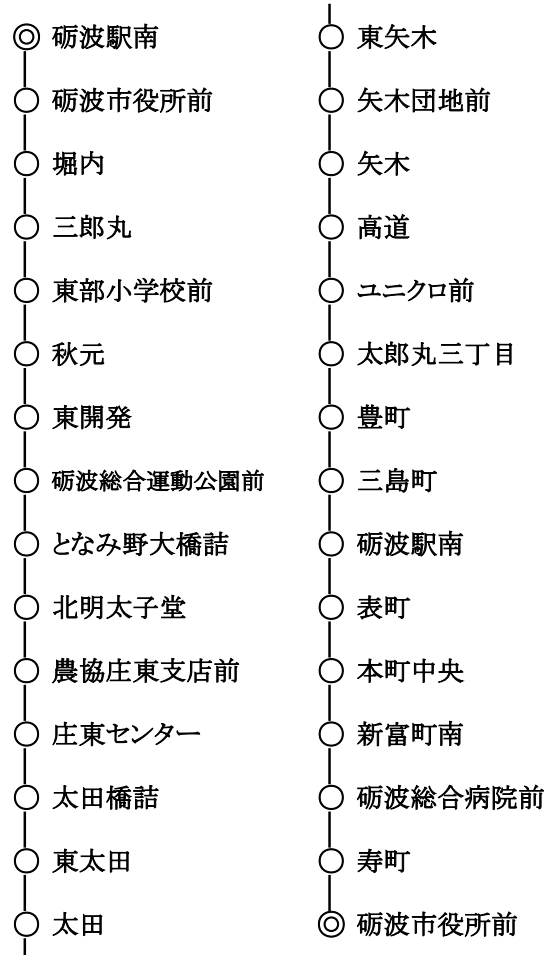 砺波駅南
砺波市役所前
堀内
三郎丸
東部小学校前
秋元
東開発
砺波総合運動公園前
となみ野大橋詰
北明太子堂
農協庄東支店前
庄東センター
太田橋詰
東太田
太田
東矢木
矢木団地前
矢木
高道
ユニクロ前
太郎丸三丁目
豊町
三島町
砺波駅南
表町
本町中央
新富町南
砺波総合病院前
寿町
砺波市役所前